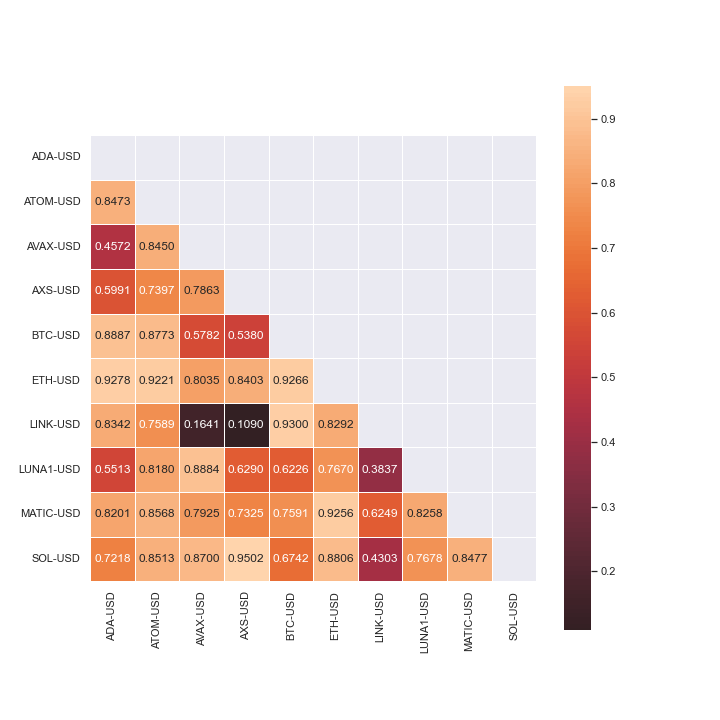 0.9
0.8
0.7
0.6
0.5
0.4
0.3
0.2
ADA-USD
ATOM-USD 0.8473
AVAX-USD 0.4572 0.8450
AXS-USD 0.5991 0.7397 0.7863
BTC-USD 0.8887 0.8773 0.5782 0.5380
ETH-USD 0.9278 0.9221 0.8035 0.8403 0.9266
LINK-USD 0.8342 0.7589 0.1641 0.1090 0.9300 0.8292
LUNA1-USD 0.5513 0.8180 0.8884 0.6290 0.6226 0.7670 0.3837
MATIC-USD 0.8201 0.8568 0.7925 0.7325 0.7591 0.9256 0.6249 0.8258
SOL-USD 0.7218 0.8513 0.8700 0.9502 0.6742 0.8806 0.4303 0.7678 0.8477
ADA-USD
ATOM-USD
AVAX-USD
AXS-USD
BTC-USD
ETH-USD
LINK-USD
LUNA1-USD
MATIC-USD
SOL-USD